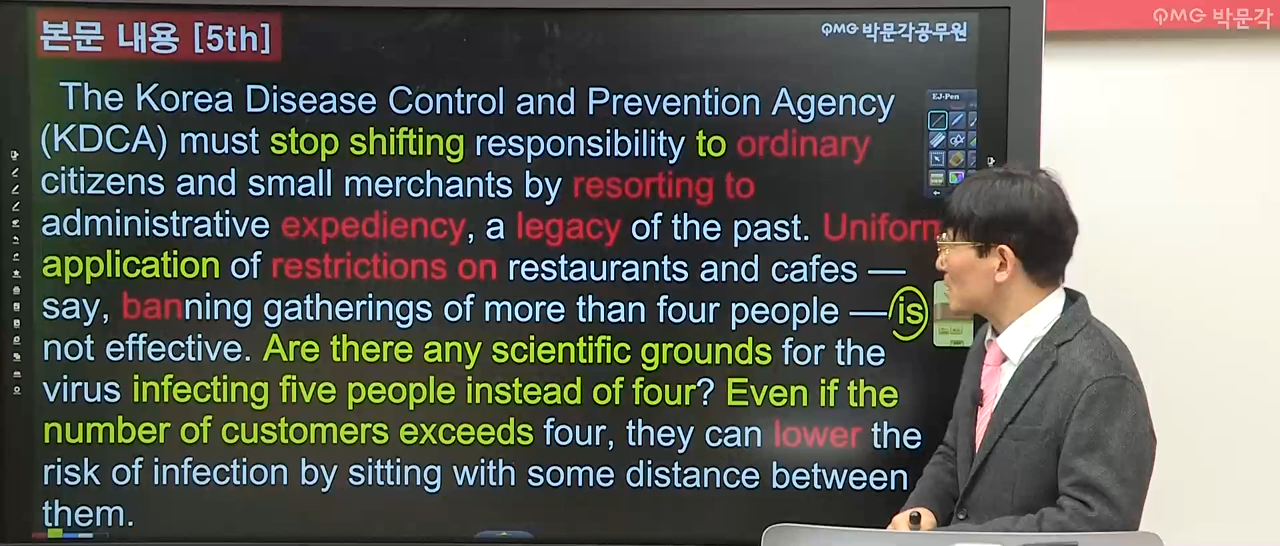 본문 내용 [5th]
QMG 박문각공무원
QMG 박문각
EJ-Pen
The Korea Disease Control and Prevention Agency
(KDCA) must stop shifting responsibility to ordinary
citizens and small merchants by resorting to
administrative expediency, a legacy of the past. Uniform
application of restrictions on restaurants and cafes —
say, banning gatherings of more than four people — is
not effective. Are there any scientific grounds for the
virus infecting five people instead of four? Even if the
number of customers exceeds four, they can lower the
risk of infection by sitting with some distance between
them.